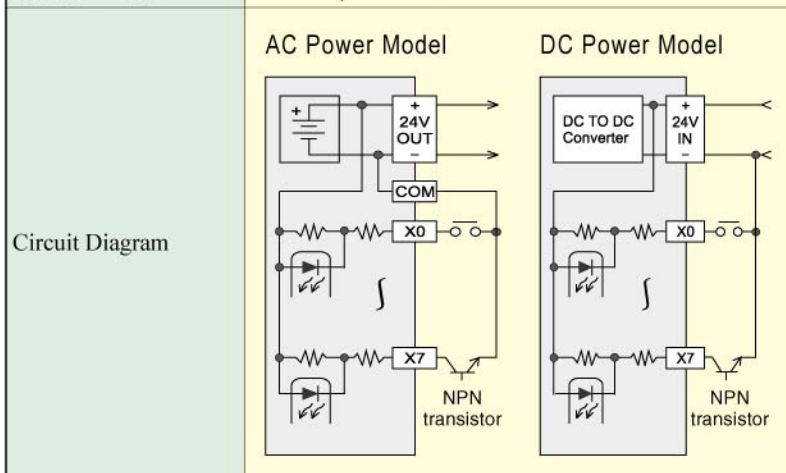 Circuit Diagram
AC Power Model
+
+
24V
OUT
−
COM
X0
X7
NPN
transistor
DC Power Model
DC TO DC
Converter
+
24V
IN
−
X0
X7
NPN
transistor